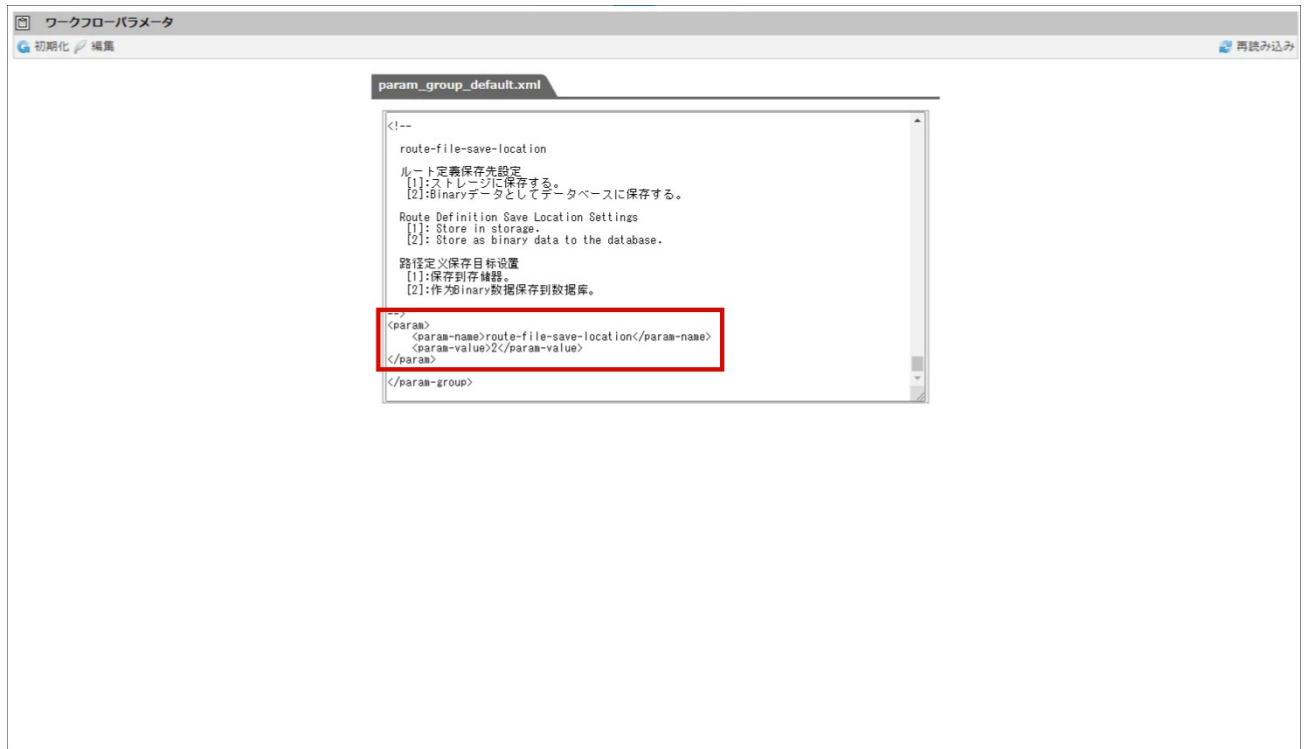 ワークフローパラメータ
初期化 編集 再読み込み
param_group_default.xml
<!--
route-file-save-location
ルート定義保存先設定
[1]:ストレージに保存する。
[2]:Binaryデータとしてデータベースに保存する。
Route Definition Save Location Settings
[1]: Store in storage.
[2]: Store as binary data to the database.
路径定义保存目标设置
[1]:保存到存储器。
[2]:作为Binary数据保存到数据库。
-->
<param>
<param-name>route-file-save-location</param-name>
<param-value>2</param-value>
</param>
</param-group>